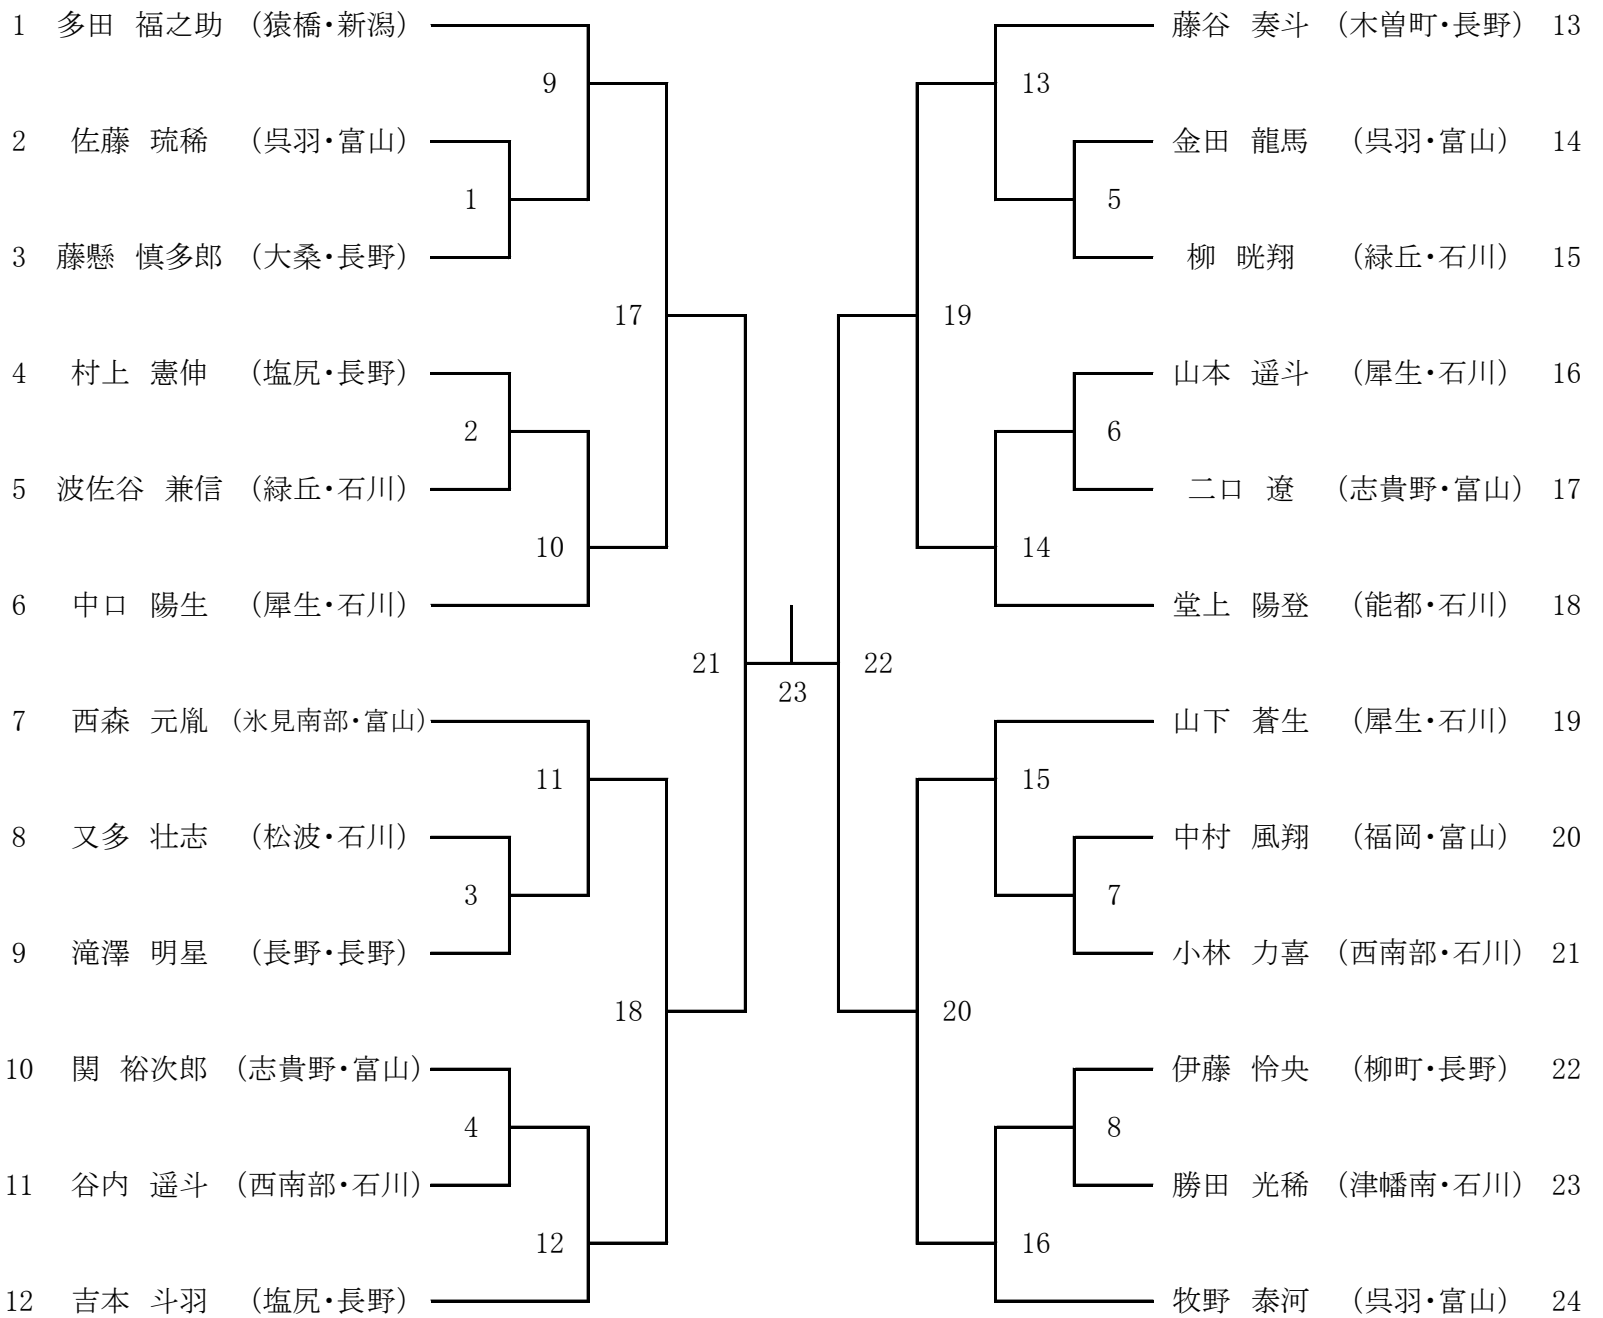 1 多田 福之助 （猿橋・新潟）
9
2 佐藤 琉稀 （呉羽・富山）
1
3 藤懸 慎多郎 （大桑・長野）
17
4 村上 憲伸 （塩尻・長野）
2
5 波佐谷 兼信 （緑丘・石川）
10
6 中口 陽生 （犀生・石川）
21
7 西森 元胤 （氷見南部・富山）
11
8 又多 壮志 （松波・石川）
3
9 滝澤 明星 （長野・長野）
18
10 関 裕次郎 （志貴野・富山）
4
11 谷内 遥斗 （西南部・石川）
12
12 吉本 斗羽 （塩尻・長野）
23
藤谷 奏斗 （木曽町・長野） 13
13
金田 龍馬 （呉羽・富山） 14
5
柳 晄翔 （緑丘・石川） 15
19
山本 遥斗 （犀生・石川） 16
6
二口 遼 （志貴野・富山） 17
14
堂上 陽登 （能都・石川） 18
22
山下 蒼生 （犀生・石川） 19
15
中村 風翔 （福岡・富山） 20
7
小林 力喜 （西南部・石川） 21
20
伊藤 怜央 （柳町・長野） 22
8
勝田 光稀 （津幡南・石川） 23
16
牧野 泰河 （呉羽・富山） 24